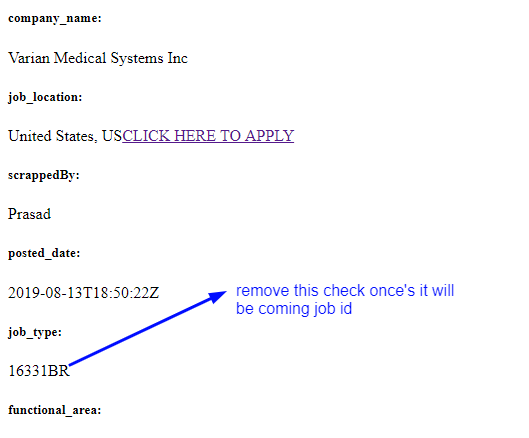 company_name:
Varian Medical Systems Inc
job_location:
United States, USCLICK HERE TO APPLY
scrappedBy:
Prasad
posted_date:
2019-08-13T18:50:22Z
remove this check once's it will
be coming job id
job_type:
16331BR
functional_area: